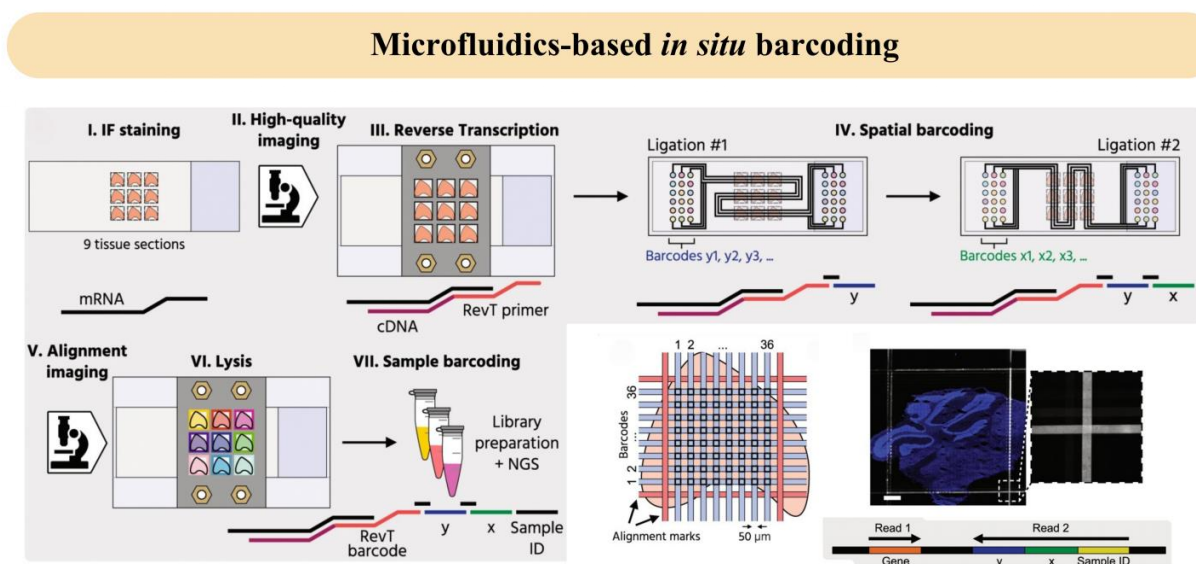 Microfluidics-based in situ barcoding
I. IF staining
9 tissue sections
mRNA
II. High-quality
imaging
III. Reverse Transcription
RevT primer
cDNA
IV. Spatial barcoding
Ligation #1
Barcodes y1, y2, y3, ...
y
Ligation #2
Barcodes x1, x2, x3, ...
y
x
V. Alignment
imaging
VI. Lysis
VII. Sample barcoding
Library
preparation
+ NGS
RevT
barcode
y
x
Sample
ID
1 2 ... 36
Barcodes
1 2 ... 36
Alignment marks
50 µm
Read 1
Read 2
Gene
y
x
Sample ID